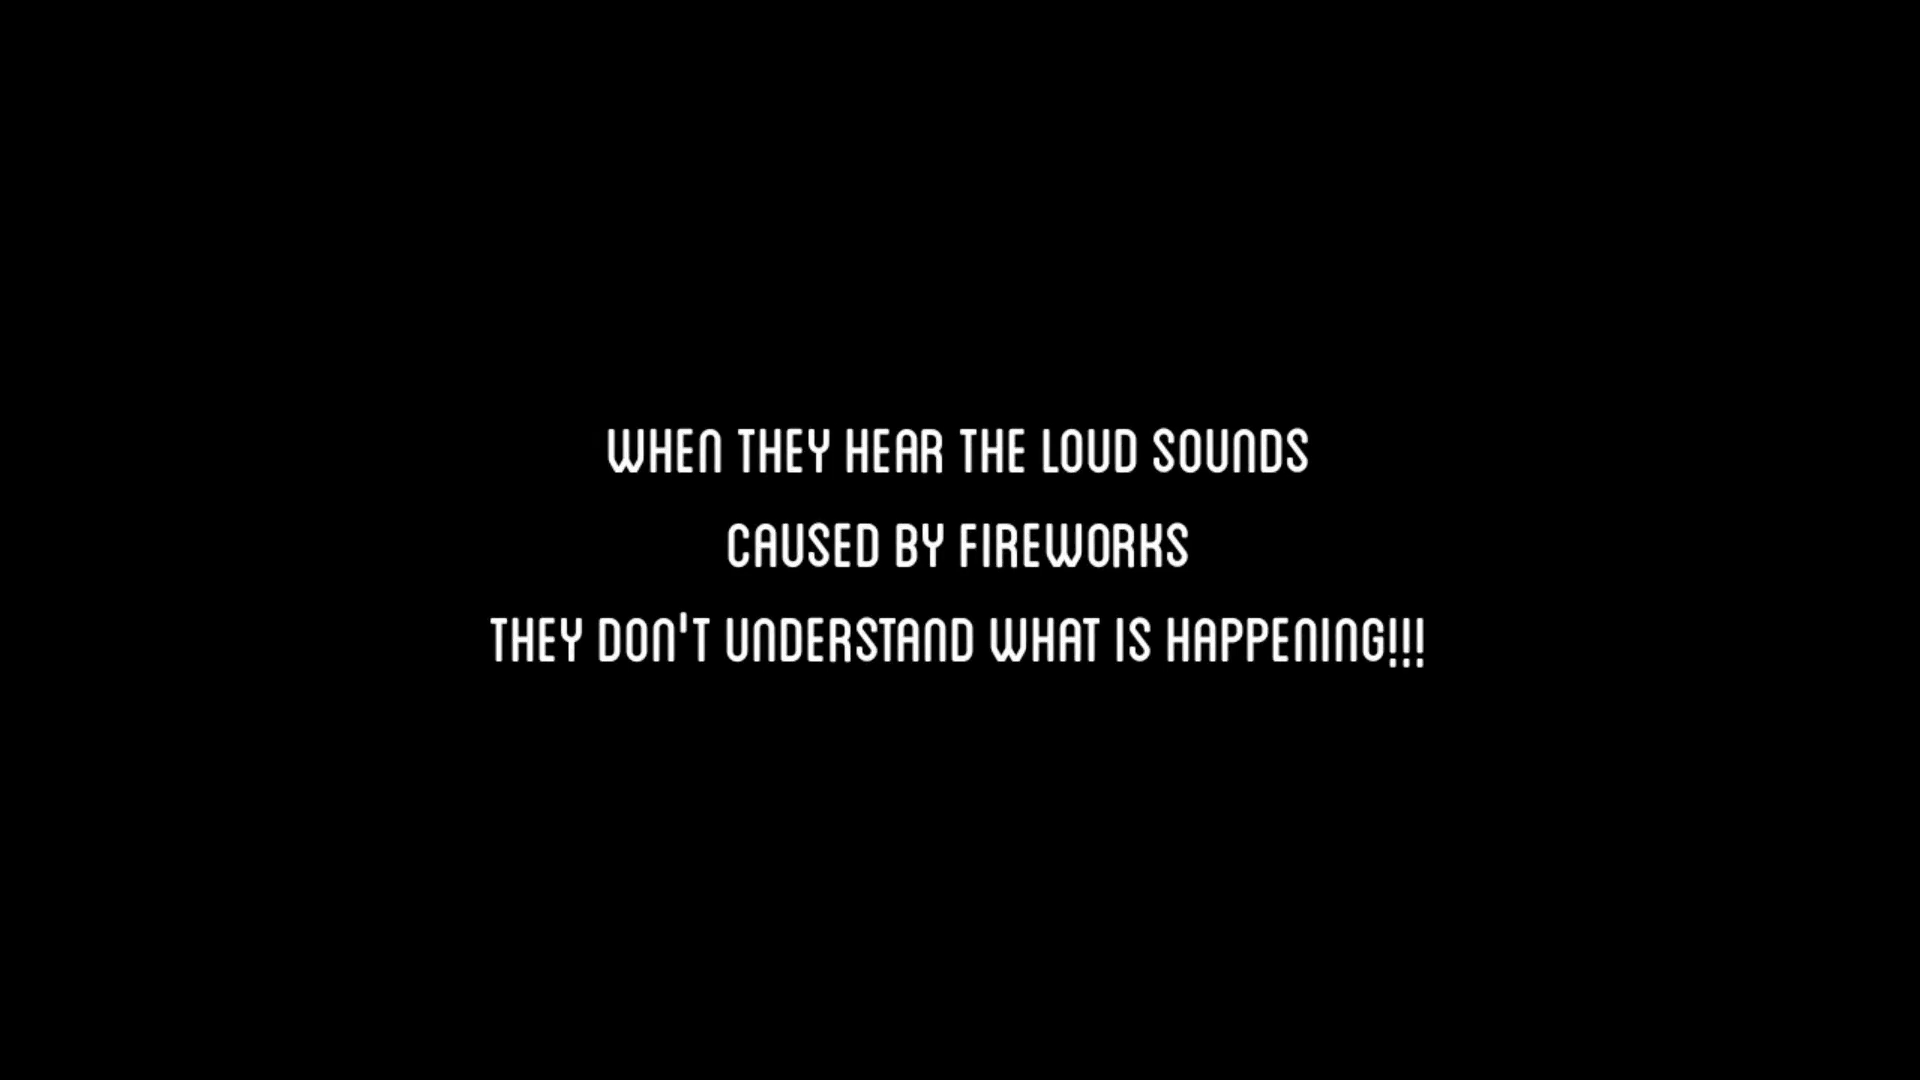 WHEN THEY HEAR THE LOUD SOUNDS
CAUSED BY FIREWORKS
THEY DON'T UNDERSTAND WHAT IS HAPPENING!!!